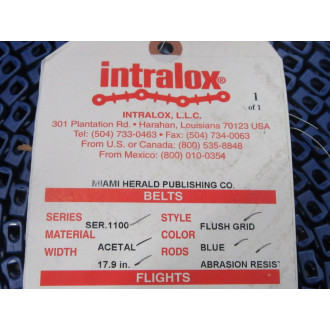 intralox®
1
of 1
INTRALOX, L.L.C.
301 Plantation Rd. • Harahan, Louisiana 70123 USA
Tel: (504) 733-0463 • Fax: (504) 734-0063
From U.S. or Canada: (800) 535-8848
From Mexico: (800) 010-0354
MIAMI HERALD PUBLISHING CO.
BELTS
SERIES SER.1100 STYLE FLUSH GRID
MATERIAL ACETAL COLOR BLUE
WIDTH 17.9 in. RODS ABRASION RESIST
FLIGHTS